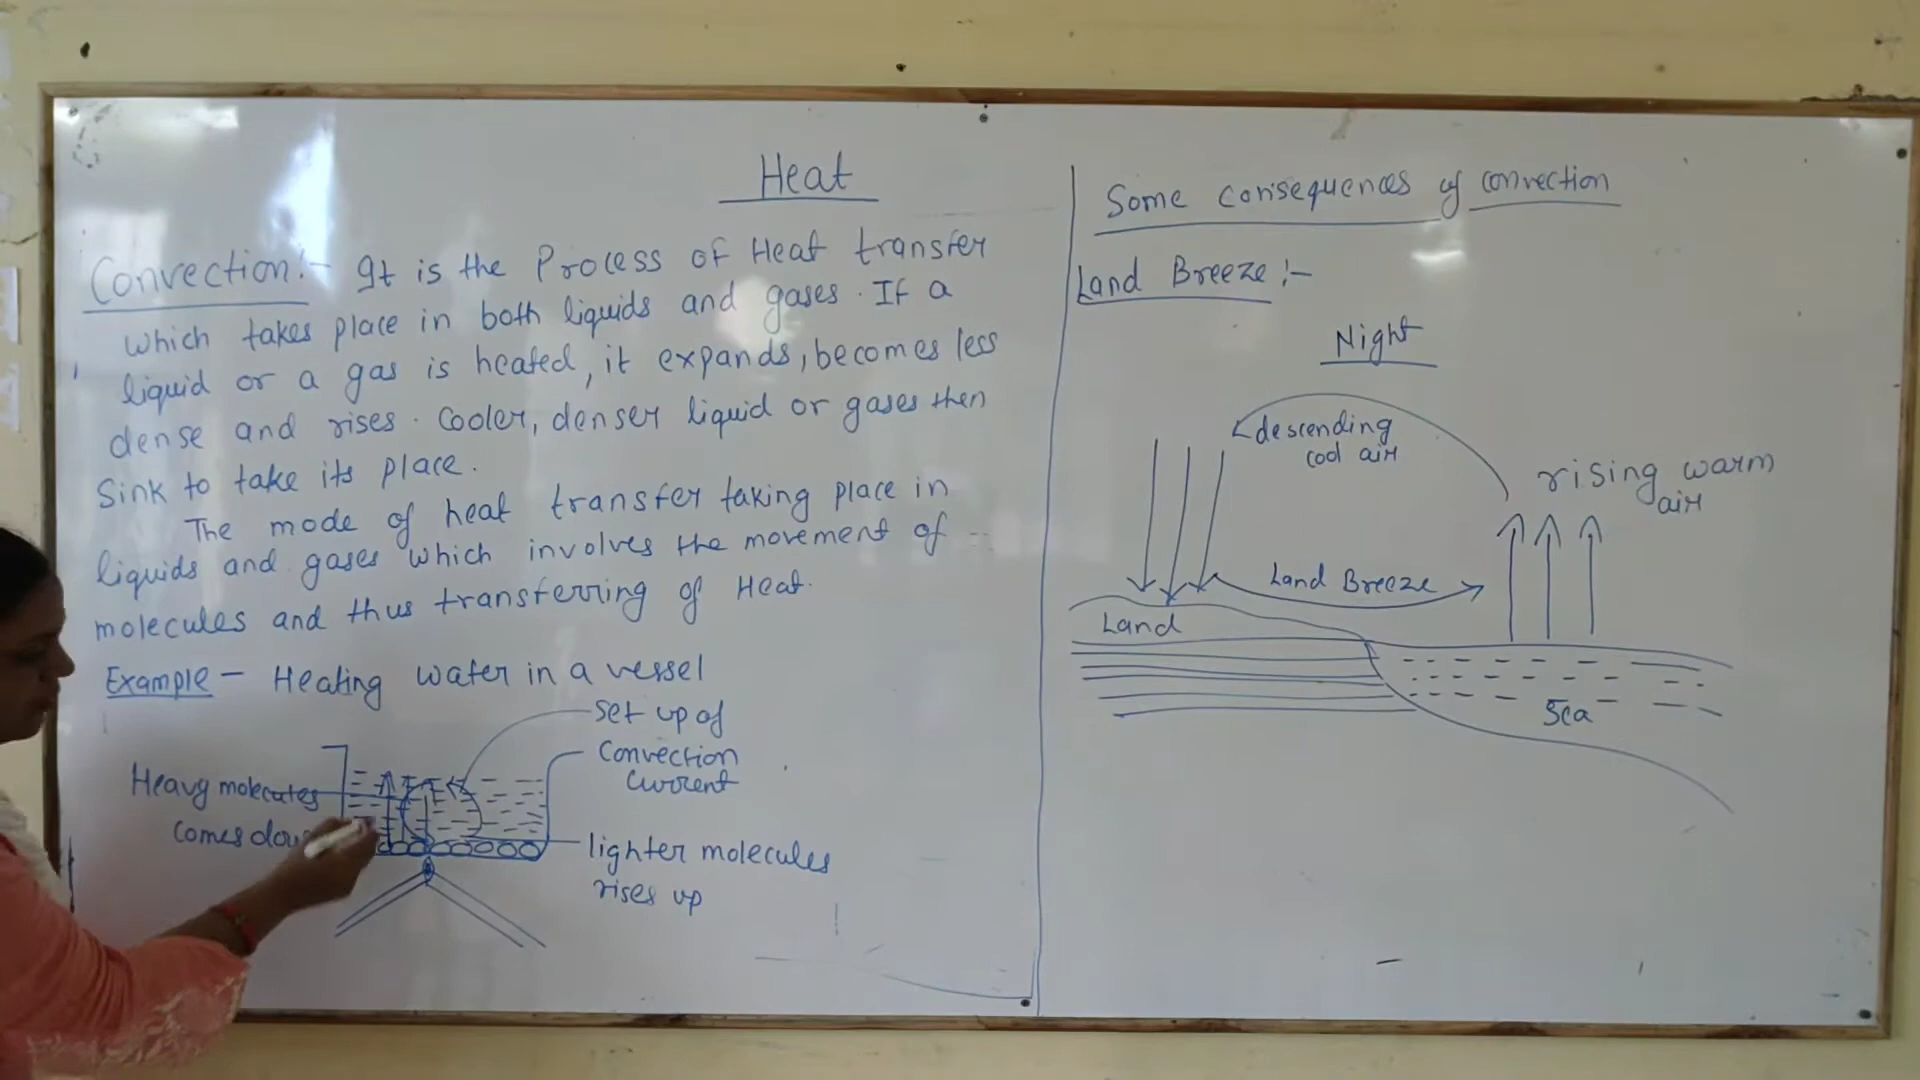 Heat
Convection:- It is the Process of Heat transfer
which takes place in both liquids and gases. If a
liquid or a gas is heated, it expands, becomes less
dense and rises. Cooler, denser liquid or gases then
Sink to take its place.
The mode of heat transfer taking place in
liquids and gases which involves the movement of
molecules and thus transferring of Heat.
Example - Heating water in a vessel
Set up of
Convection
Current
Heavy molecules
comes
lighter molecules
rises up
Some consequences of convection
Land Breeze:-
Night
descending
cool air
rising warm
air
Land Breeze
Land
Sea